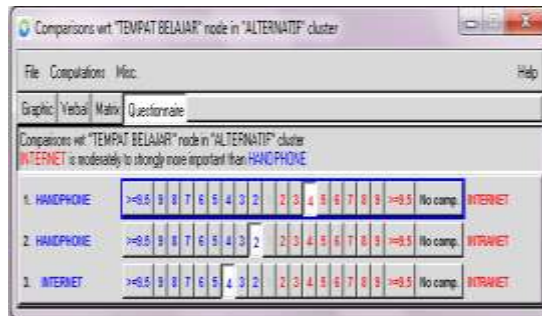 Comparisons wrt "TEMPAT BELAJAR" node in "ALTERNATIF" cluster
File Computations Misc. Help
Graphic Verbal Matrix Questionnaire
Comparisons wrt "TEMPAT BELAJAR" node in "ALTERNATIF" cluster
INTERNET is moderately to strongly more important than HANDPHONE
1. HANDPHONE >=9.5 9 8 7 6 5 4 3 2 2 3 4 5 6 7 8 9 >=9.5 No comp. INTERNET
2. HANDPHONE >=9.5 9 8 7 6 5 4 3 2 2 3 4 5 6 7 8 9 >=9.5 No comp. INTRANET
3. INTERNET >=9.5 9 8 7 6 5 4 3 2 2 3 4 5 6 7 8 9 >=9.5 No comp. INTRANET